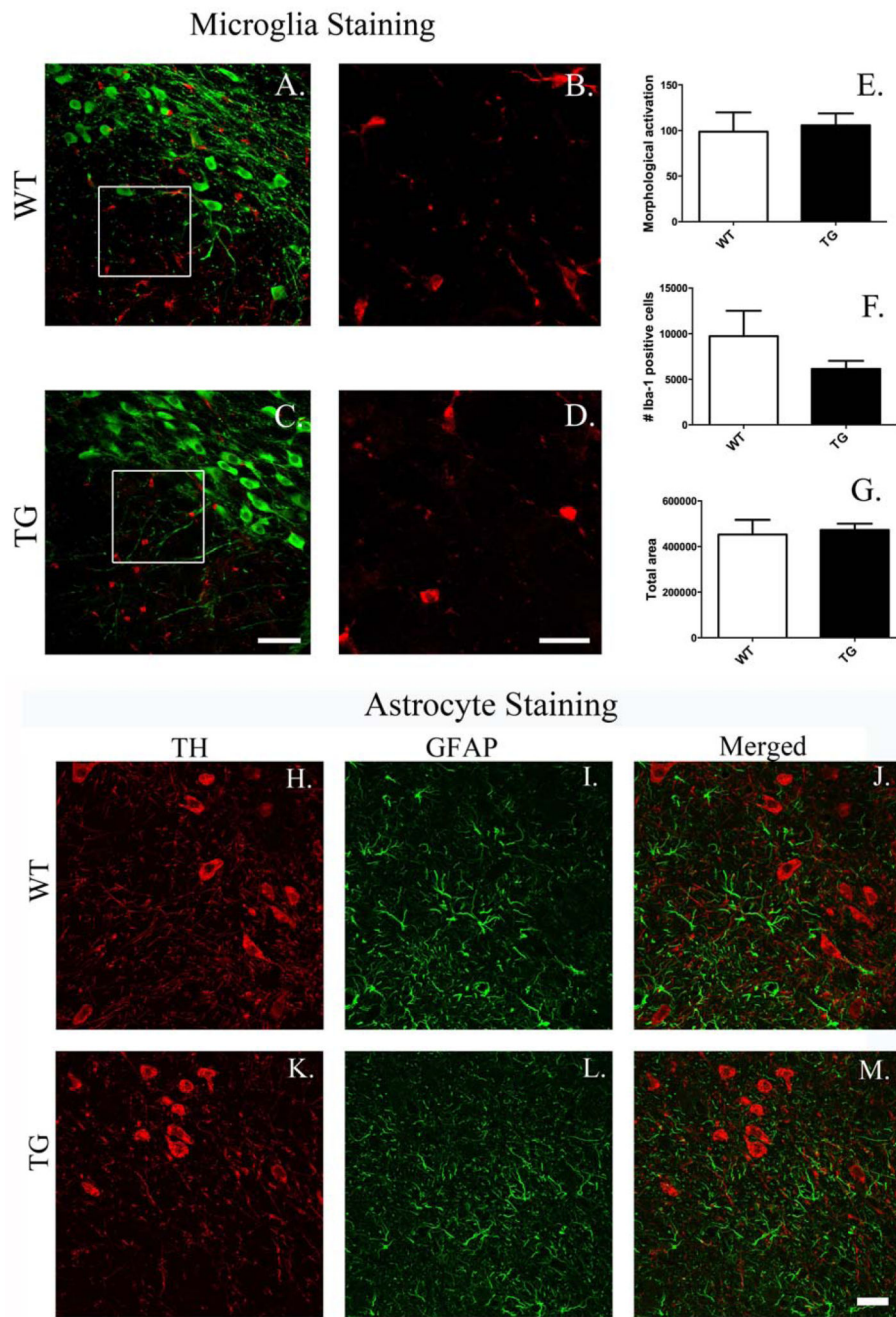 Microglia Staining
WT
A.
B.
TG
C.
D.
E.
Morphological activation
150
100
50
0
WT
TG
F.
# Iba-1 positive cells
15000
10000
5000
0
WT
TG
G.
Total area
600000
400000
200000
0
WT
TG
Astrocyte Staining
TH
GFAP
Merged
WT
H.
I.
J.
TG
K.
L.
M.